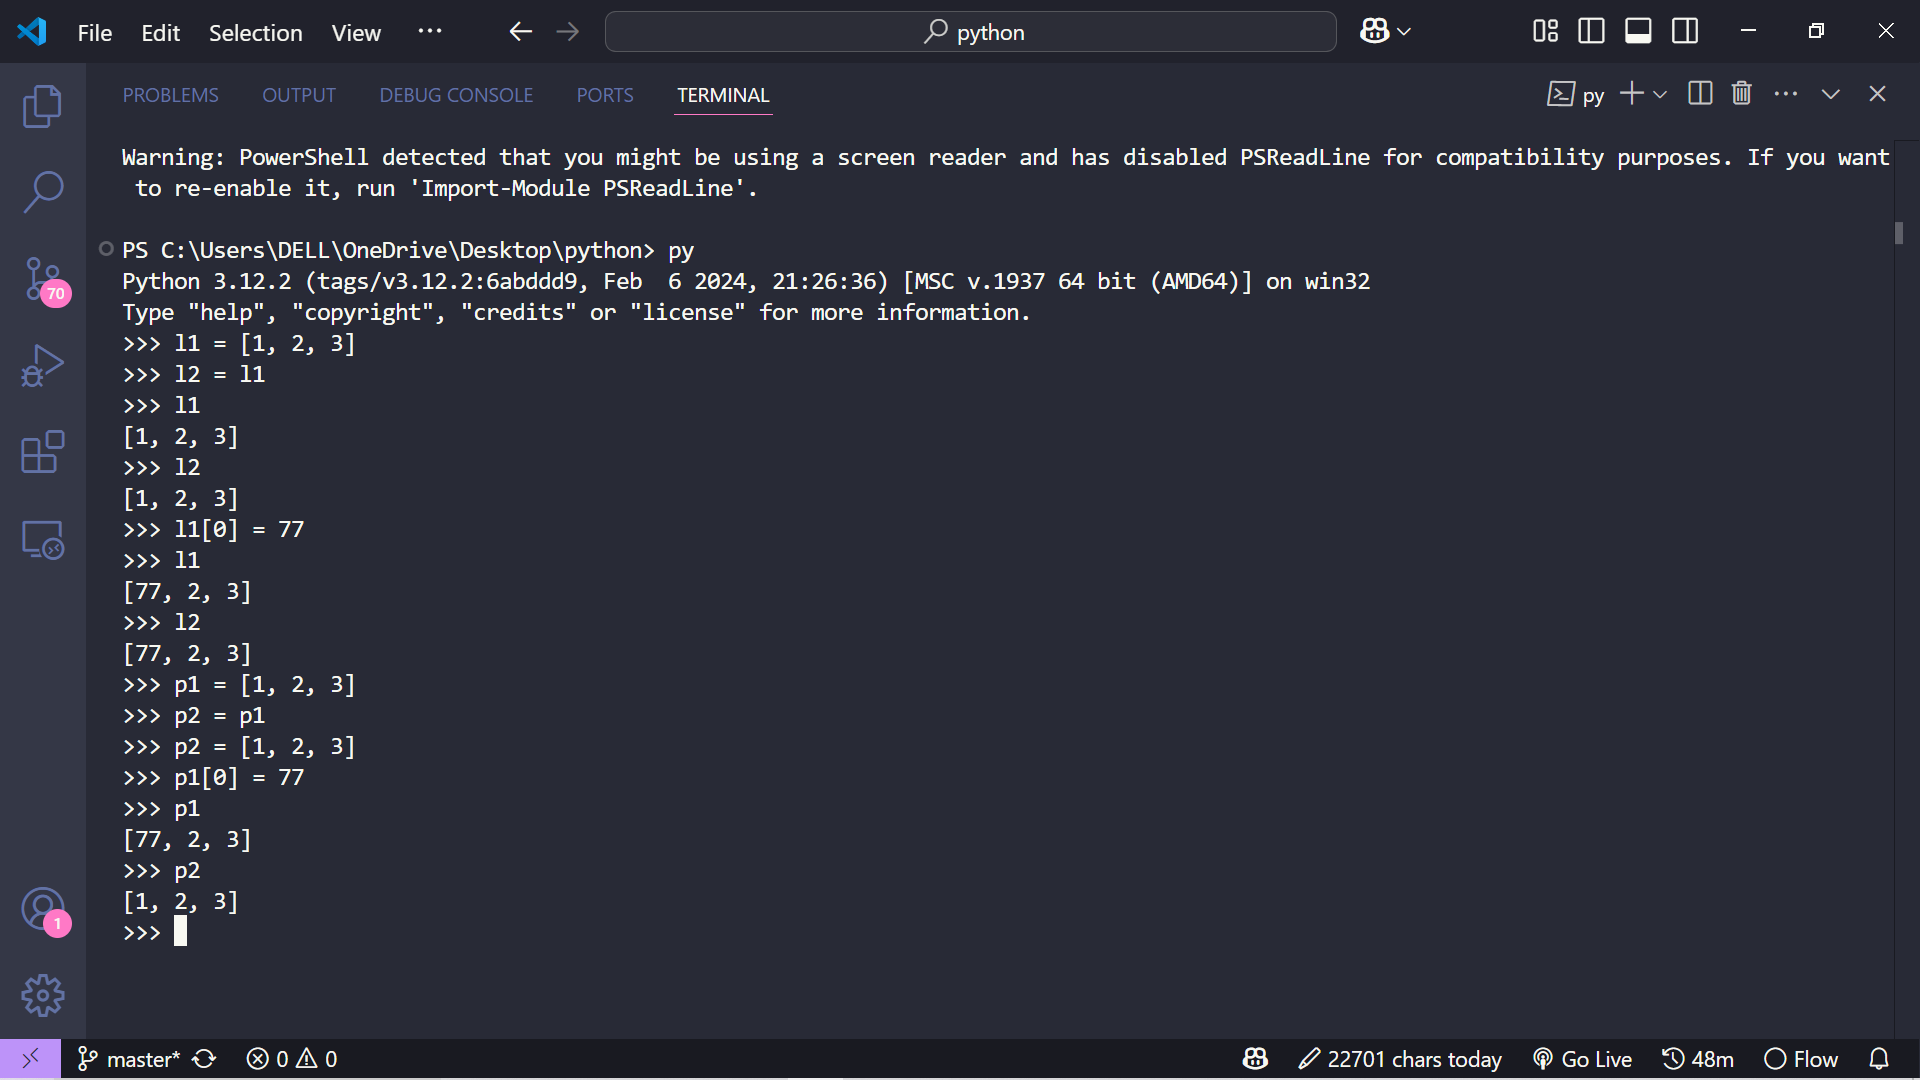 File Edit Selection View ··· python
PROBLEMS OUTPUT DEBUG CONSOLE PORTS TERMINAL py
Warning: PowerShell detected that you might be using a screen reader and has disabled PSReadLine for compatibility purposes. If you want
to re-enable it, run 'Import-Module PSReadLine'.
PS C:\Users\DELL\OneDrive\Desktop\python> py
Python 3.12.2 (tags/v3.12.2:6abddd9, Feb  6 2024, 21:26:36) [MSC v.1937 64 bit (AMD64)] on win32
Type "help", "copyright", "credits" or "license" for more information.
>>> l1 = [1, 2, 3]
>>> l2 = l1
>>> l1
[1, 2, 3]
>>> l2
[1, 2, 3]
>>> l1[0] = 77
>>> l1
[77, 2, 3]
>>> l2
[77, 2, 3]
>>> p1 = [1, 2, 3]
>>> p2 = p1
>>> p2 = [1, 2, 3]
>>> p1[0] = 77
>>> p1
[77, 2, 3]
>>> p2
[1, 2, 3]
>>>
70
1
master* 0 0 22701 chars today Go Live 48m Flow